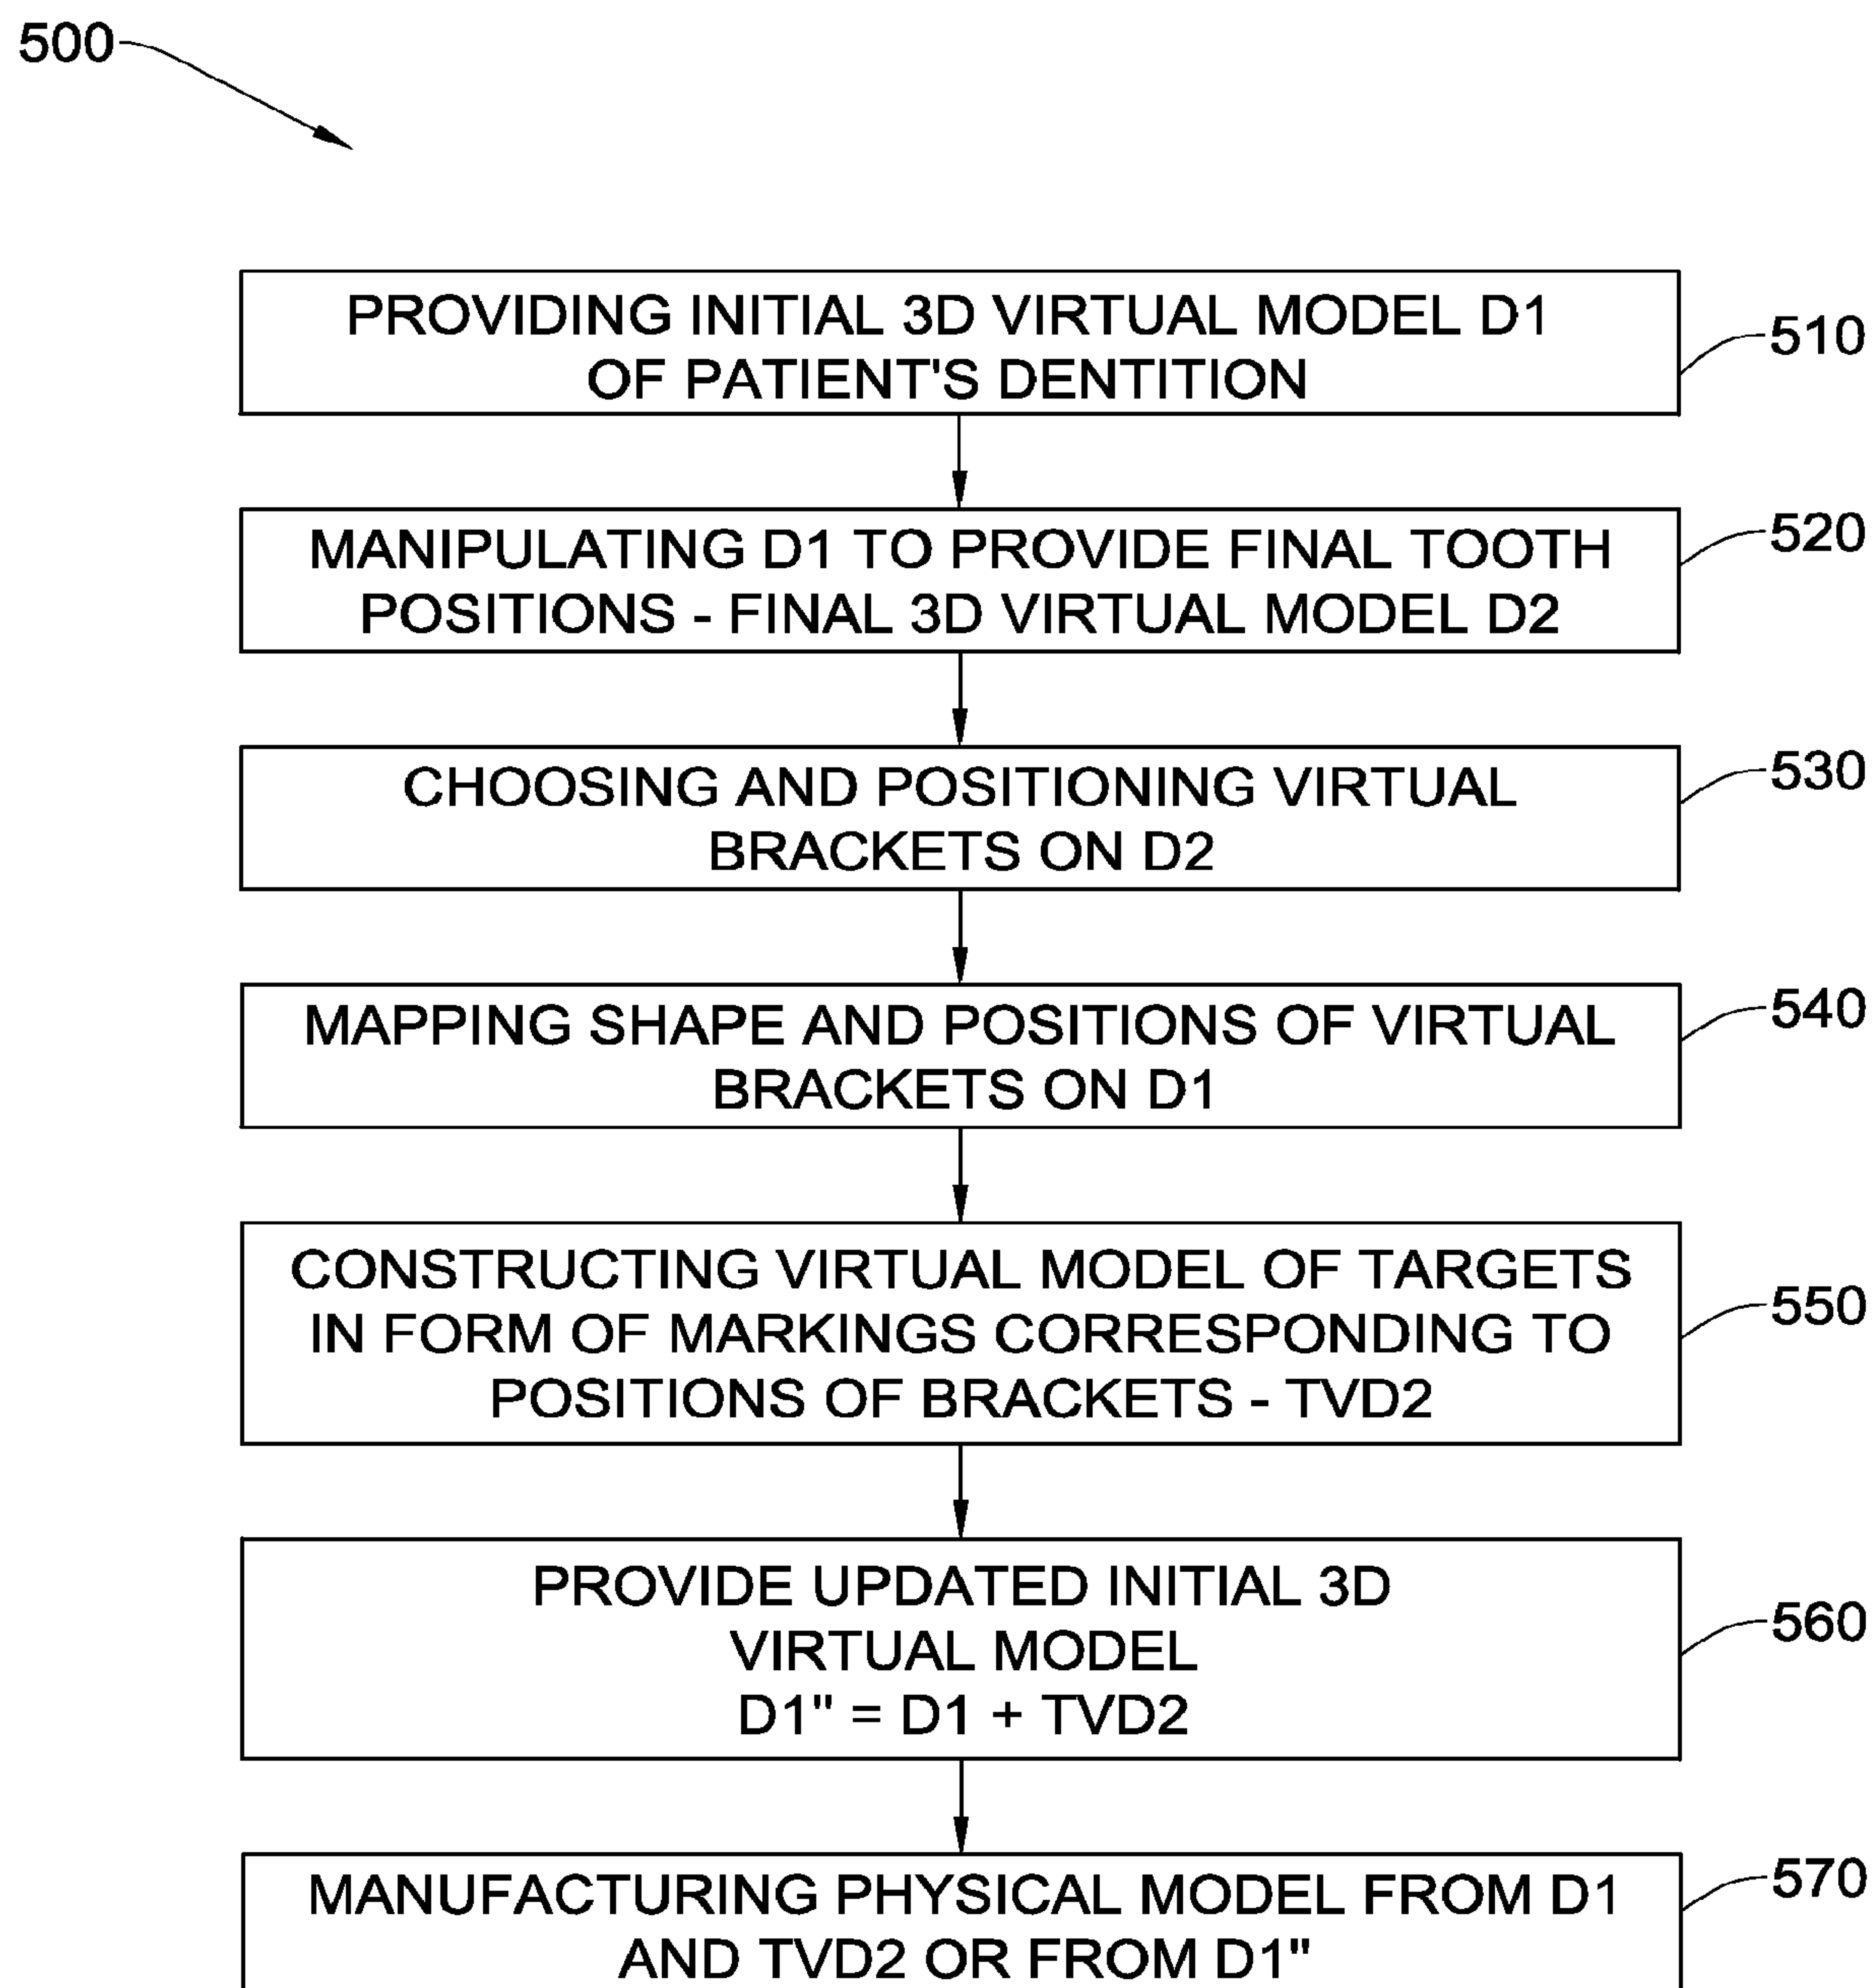 500
PROVIDING INITIAL 3D VIRTUAL MODEL D1
OF PATIENT'S DENTITION
510
MANIPULATING D1 TO PROVIDE FINAL TOOTH
POSITIONS - FINAL 3D VIRTUAL MODEL D2
520
CHOOSING AND POSITIONING VIRTUAL
BRACKETS ON D2
530
MAPPING SHAPE AND POSITIONS OF VIRTUAL
BRACKETS ON D1
540
CONSTRUCTING VIRTUAL MODEL OF TARGETS
IN FORM OF MARKINGS CORRESPONDING TO
POSITIONS OF BRACKETS - TVD2
550
PROVIDE UPDATED INITIAL 3D
VIRTUAL MODEL
D1" = D1 + TVD2
560
MANUFACTURING PHYSICAL MODEL FROM D1
AND TVD2 OR FROM D1"
570